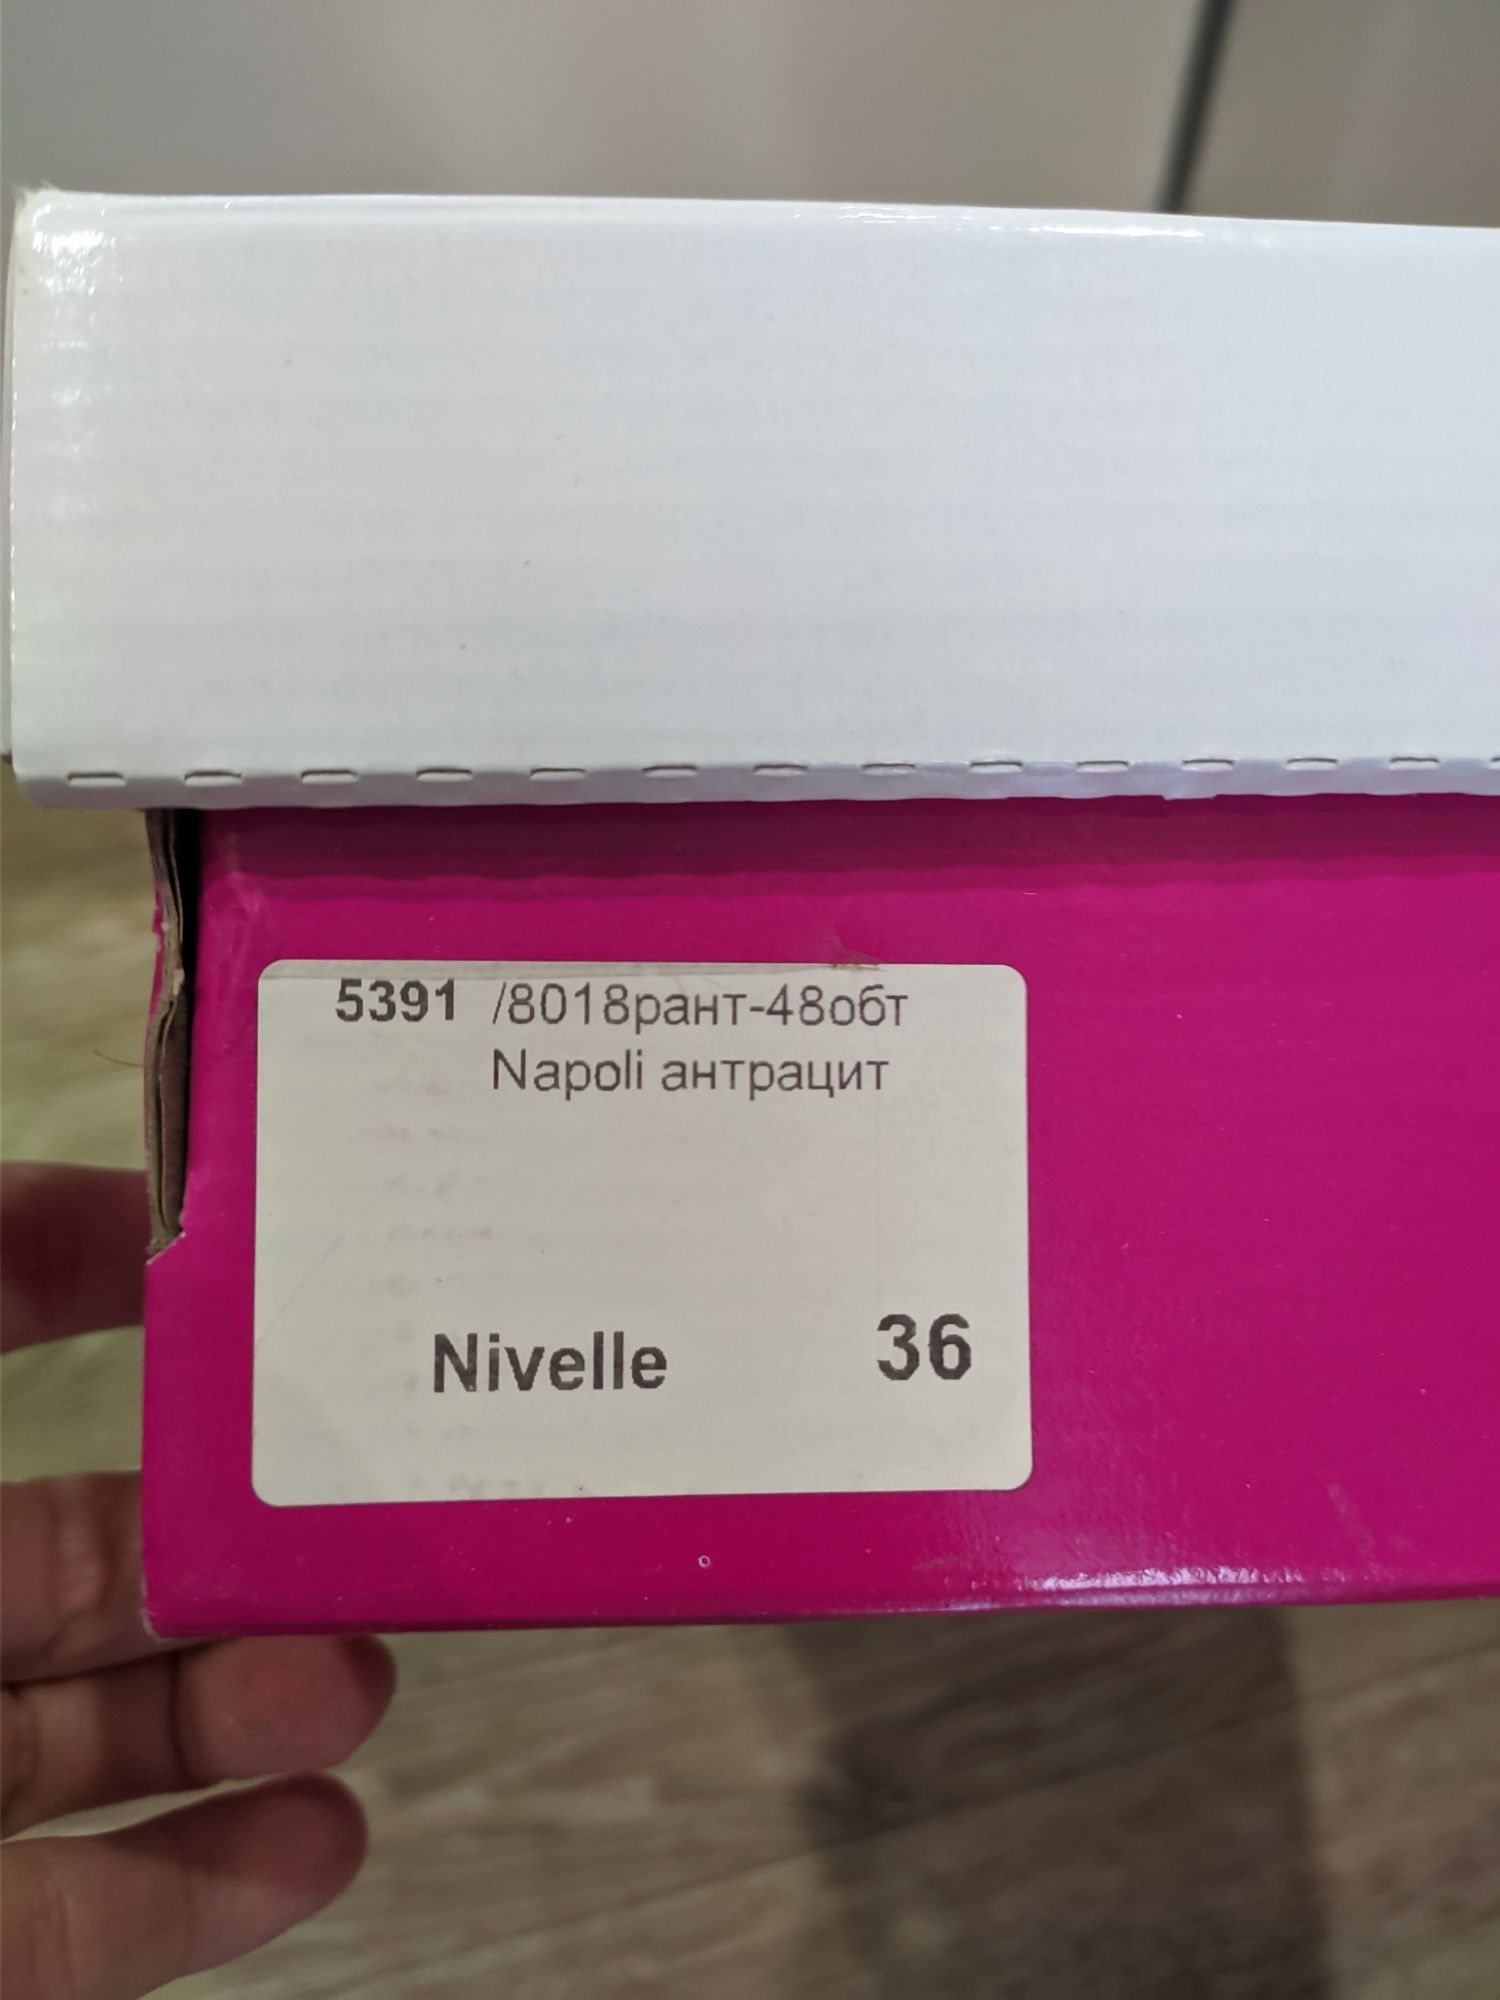 5391 /8018рант-48обт
Napoli антрацит
Nivelle 36